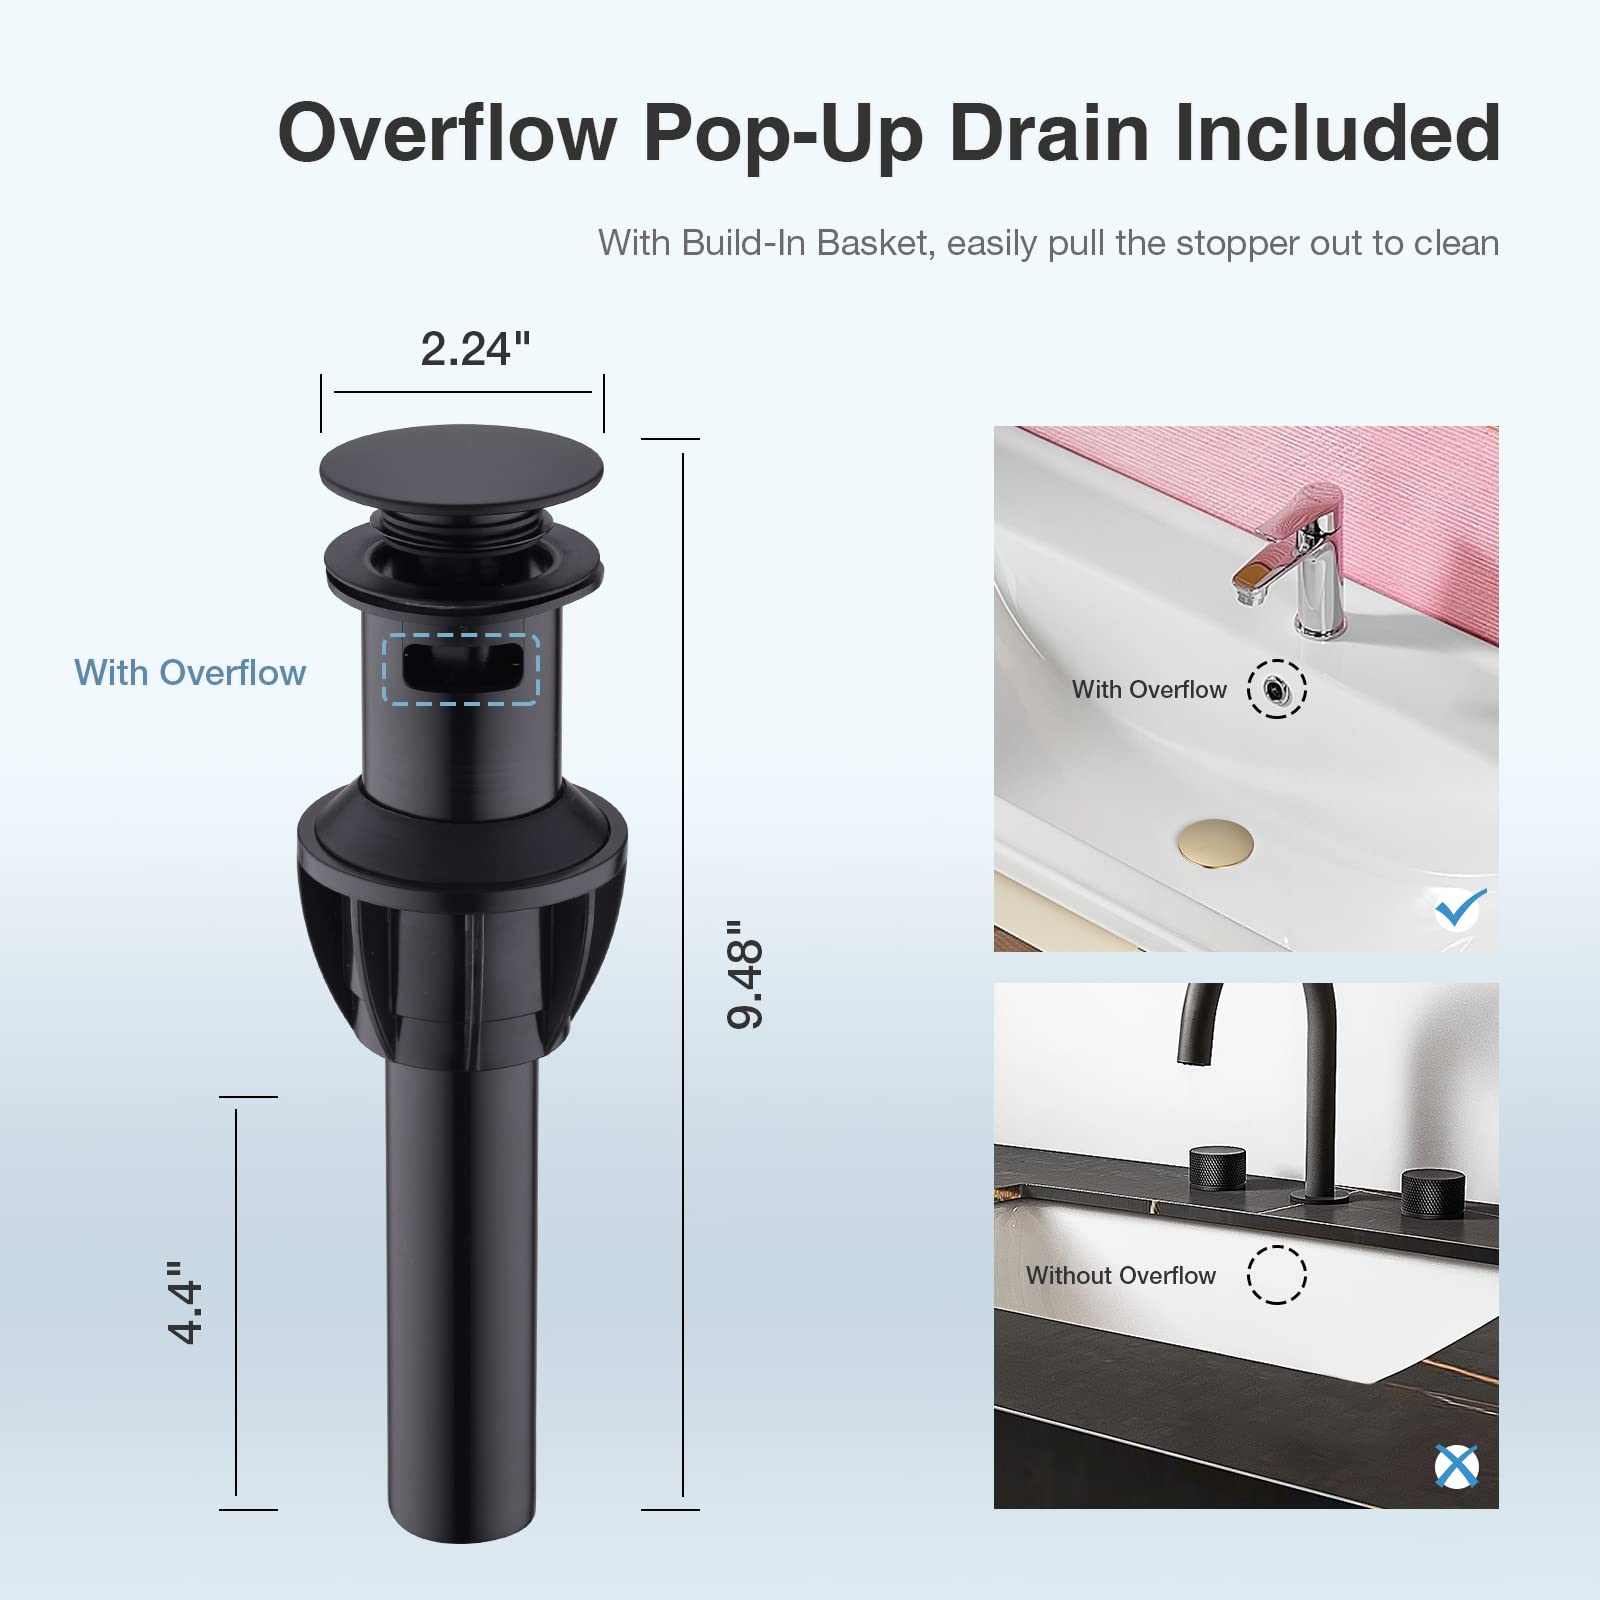 Overflow Pop-Up Drain Included
With Build-In Basket, easily pull the stopper out to clean
2.24"
With Overflow
9.48"
4.4"
With Overflow
Without Overflow